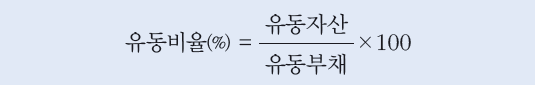 유동비율(%) = 유동자산 / 유동부채 × 100